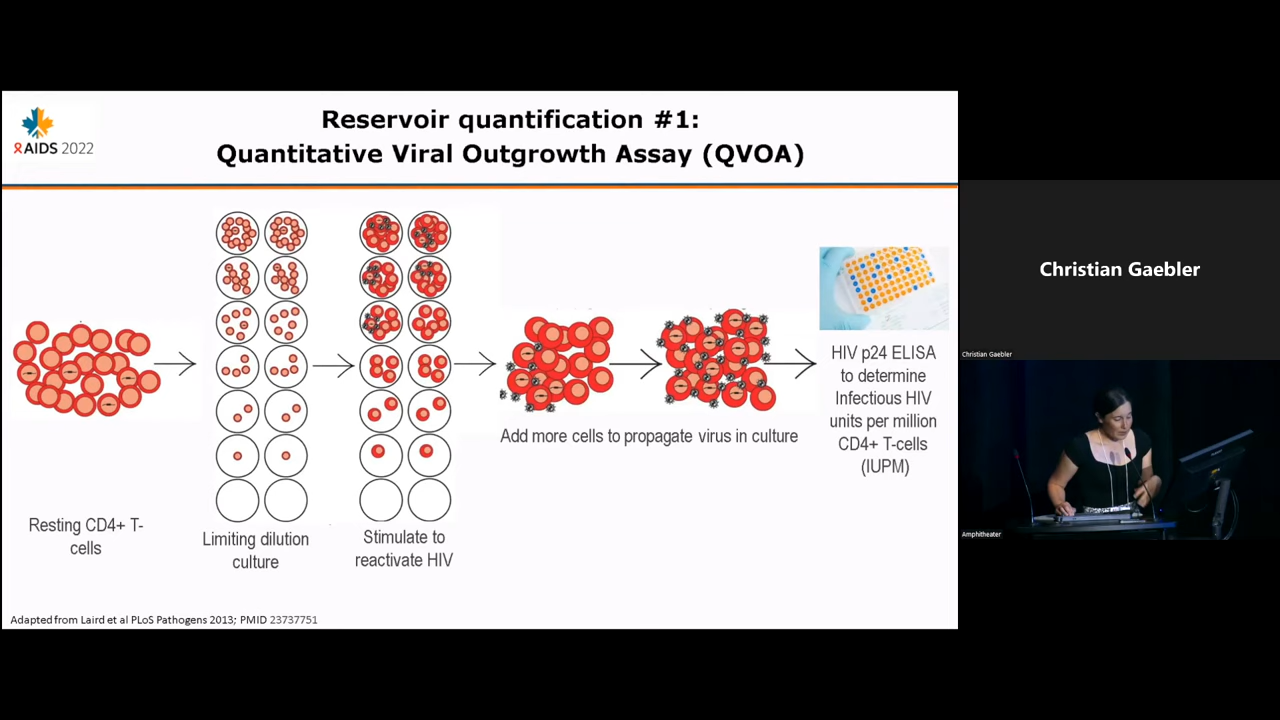 Reservoir quantification #1:
Quantitative Viral Outgrowth Assay (QVOA)
AIDS 2022
Resting CD4+ T-
cells
Limiting dilution
culture
Stimulate to
reactivate HIV
Add more cells to propagate virus in culture
HIV p24 ELISA
to determine
Infectious HIV
units per million
CD4+ T-cells
(IUPM)
Adapted from Laird et al PLoS Pathogens 2013; PMID 23737751
Christian Gaebler
Christian Gaebler
Amphitheater